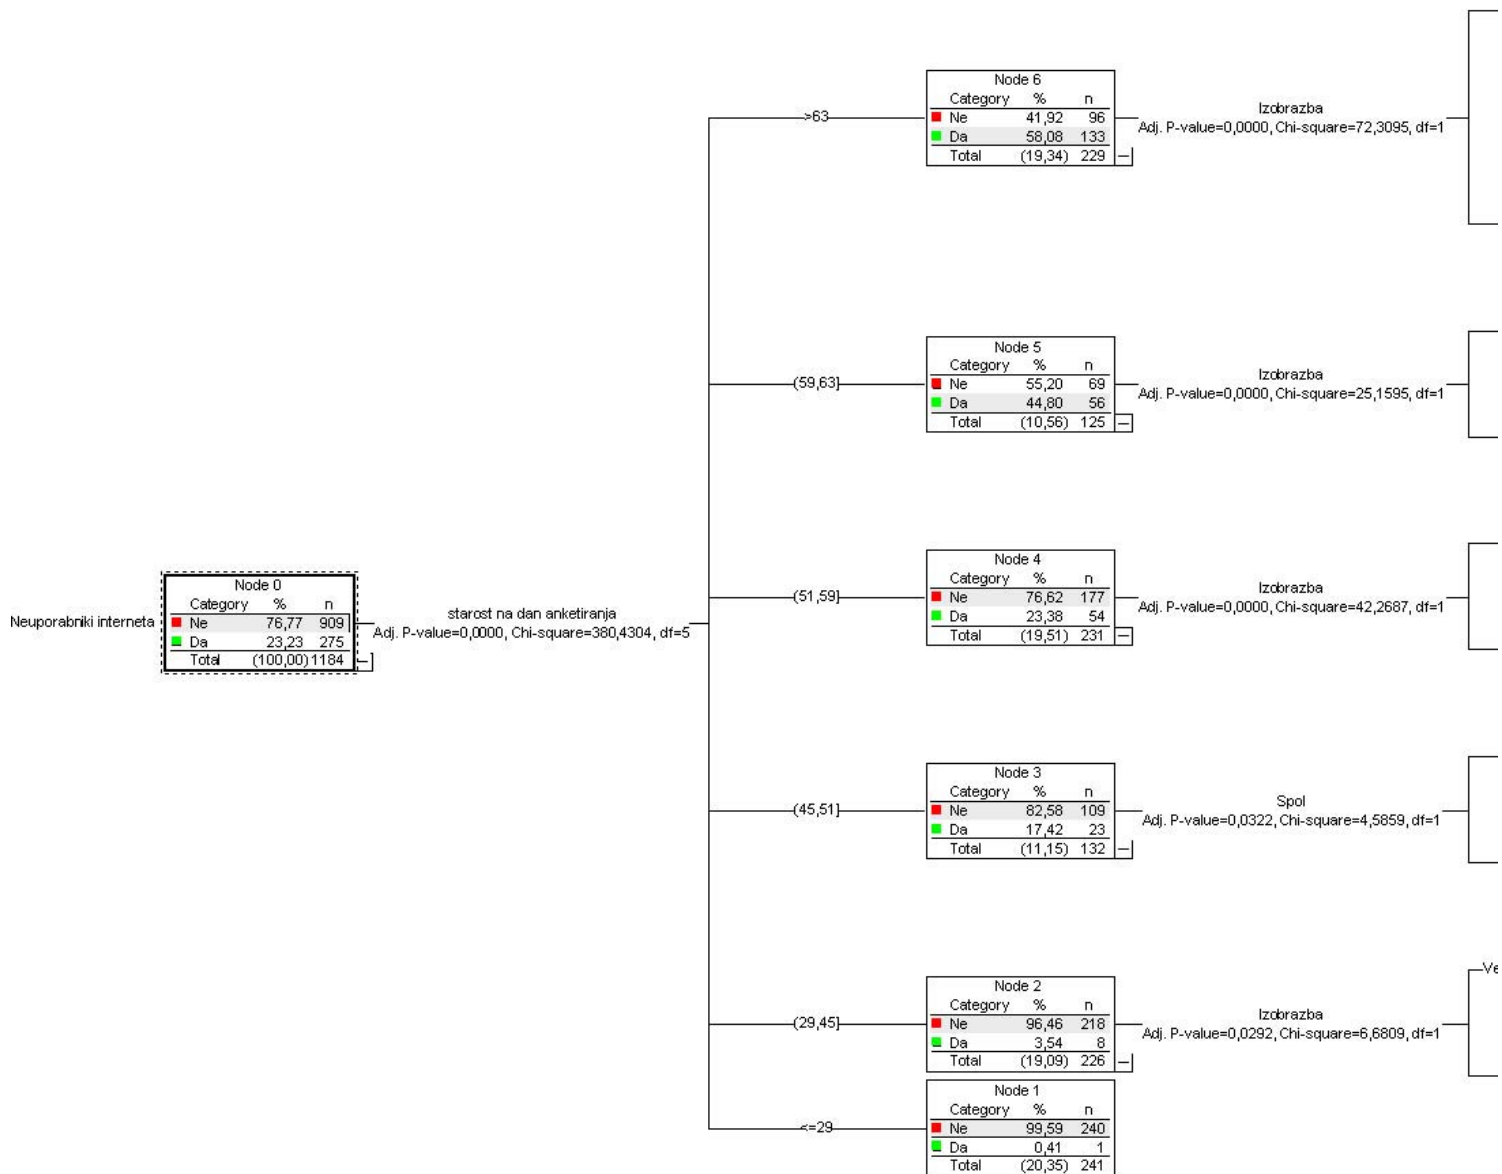 Node 6
Category % n
Ne 41,92 96
Da 58,08 133
Total (19,34) 229
>63
Izobrazba
Adj. P-value=0,0000, Chi-square=72,3095, df=1
Node 5
Category % n
Ne 55,20 69
Da 44,80 56
Total (10,56) 125
(59,63]
Izobrazba
Adj. P-value=0,0000, Chi-square=25,1595, df=1
Node 4
Category % n
Ne 76,62 177
Da 23,38 54
Total (19,51) 231
(51,59]
Izobrazba
Adj. P-value=0,0000, Chi-square=42,2687, df=1
Neuporabniki interneta
Node 0
Category % n
Ne 76,77 909
Da 23,23 275
Total (100,00) 1184
starost na dan anketiranja
Adj. P-value=0,0000, Chi-square=380,4304, df=5
Node 3
Category % n
Ne 82,58 109
Da 17,42 23
Total (11,15) 132
(45,51]
Spol
Adj. P-value=0,0322, Chi-square=4,5859, df=1
Node 2
Category % n
Ne 96,46 218
Da 3,54 8
Total (19,09) 226
(29,45]
Izobrazba
Adj. P-value=0,0292, Chi-square=6,6809, df=1
Ve
Node 1
Category % n
Ne 99,59 240
Da 0,41 1
Total (20,35) 241
<=29